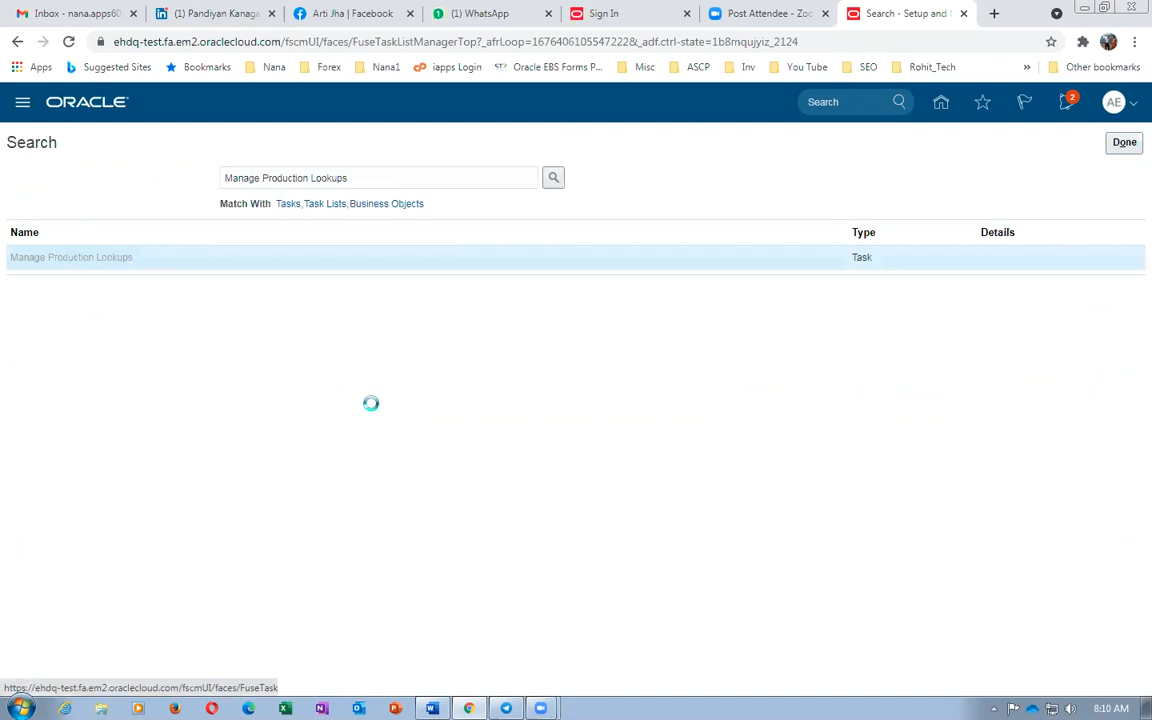 Inbox - nana.apps60 (1) Pandiyan Kanaga Arti Jha | Facebook (1) WhatsApp Sign In Post Attendee - Zoo Search - Setup and
ehdq-test.fa.em2.oraclecloud.com/fscmUI/faces/FuseTaskListManagerTop?_afrLoop=1676406105547222&_adf.ctrl-state=1b8mqujyiz_2124
Apps Suggested Sites Bookmarks Nana Forex Nana1 iapps Login Oracle EBS Forms P... Misc ASCP Inv You Tube SEO Rohit_Tech » Other bookmarks
ORACLE Search 2 AE
Search Done
Manage Production Lookups
Match With Tasks, Task Lists, Business Objects
Name Type Details
Manage Production Lookups Task
https://ehdq-test.fa.em2.oraclecloud.com/fscmUI/faces/FuseTask
8:10 AM